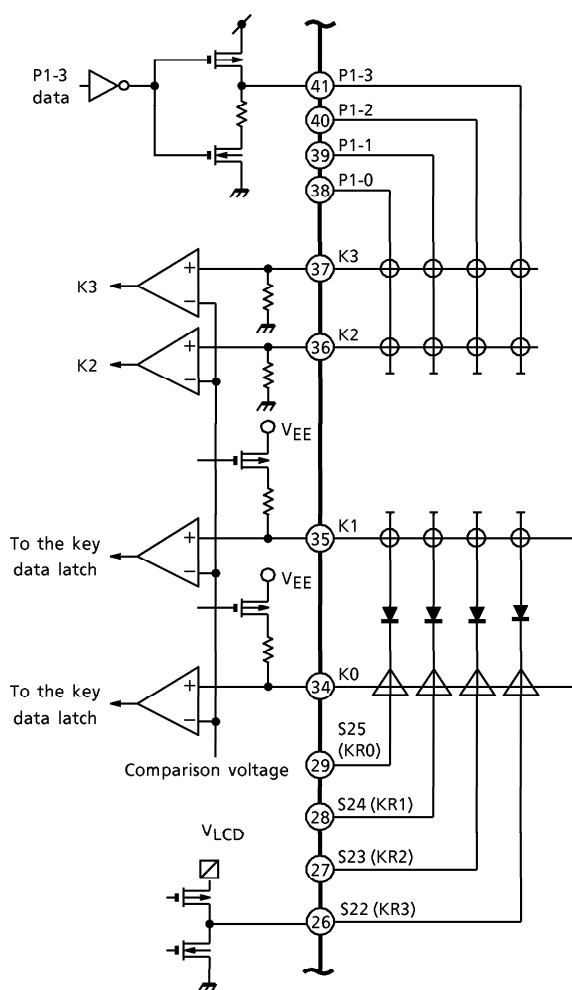 P1-3
data
41 P1-3
40 P1-2
39 P1-1
38 P1-0
K3 + − 37 K3
K2 + − 36 K2
VEE
To the key
data latch
+ − 35 K1
VEE
To the key
data latch
+ − 34 K0
Comparison voltage
S25
(KR0)
29
28 S24 (KR1)
27 S23 (KR2)
VLCD
26 S22 (KR3)